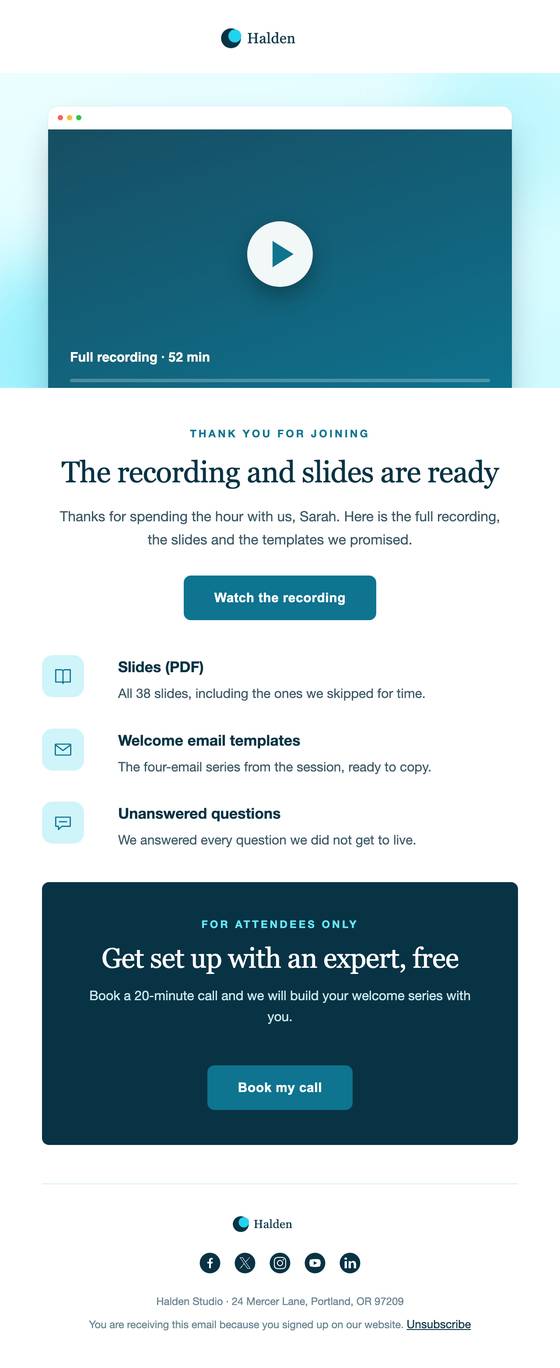 Halden
Full recording · 52 min
THANK YOU FOR JOINING
The recording and slides are ready
Thanks for spending the hour with us, Sarah. Here is the full recording,
the slides and the templates we promised.
Watch the recording
Slides (PDF)
All 38 slides, including the ones we skipped for time.
Welcome email templates
The four-email series from the session, ready to copy.
Unanswered questions
We answered every question we did not get to live.
FOR ATTENDEES ONLY
Get set up with an expert, free
Book a 20-minute call and we will build your welcome series with
you.
Book my call
Halden
Halden Studio · 24 Mercer Lane, Portland, OR 97209
You are receiving this email because you signed up on our website. Unsubscribe